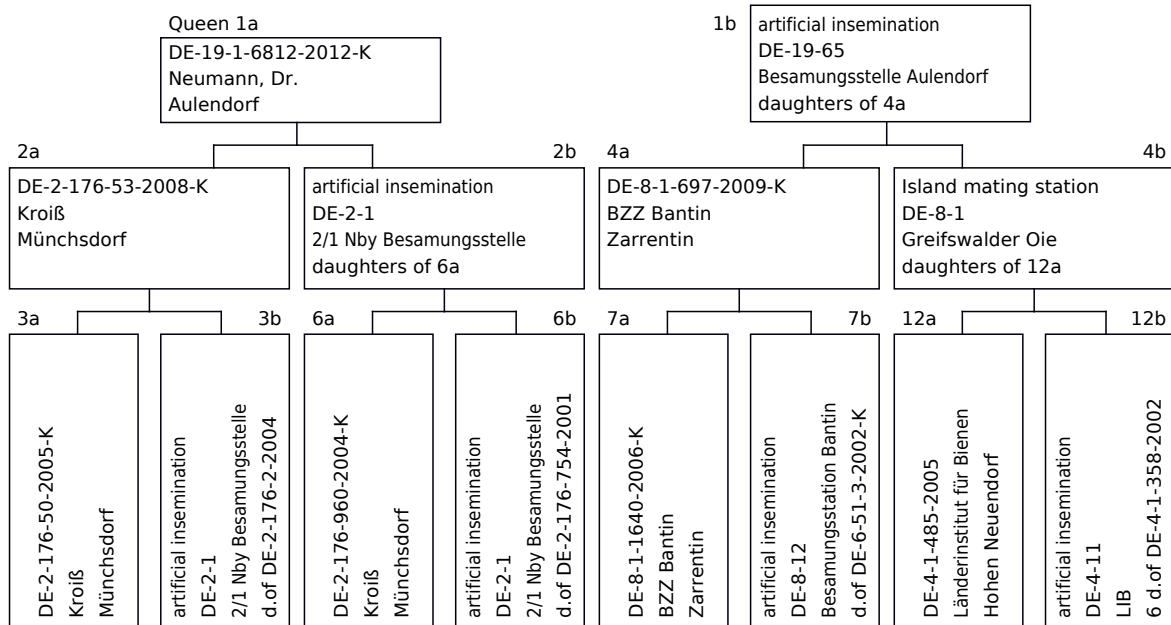 Queen 1a
DE-19-1-6812-2012-K
Neumann, Dr.
Aulendorf
1b
artificial insemination
DE-19-65
Besamungsstelle Aulendorf
daughters of 4a
2a
DE-2-176-53-2008-K
Kroiß
Münchsdorf
2b
artificial insemination
DE-2-1
2/1 Nby Besamungsstelle
daughters of 6a
4a
DE-8-1-697-2009-K
BZZ Bantin
Zarrentin
4b
Island mating station
DE-8-1
Greifswalder Oie
daughters of 12a
3a
DE-2-176-50-2005-K
Kroiß
Münchsdorf
3b
artificial insemination
DE-2-1
2/1 Nby Besamungsstelle
d.of DE-2-176-2-2004
6a
DE-2-176-960-2004-K
Kroiß
Münchsdorf
6b
artificial insemination
DE-2-1
2/1 Nby Besamungsstelle
d.of DE-2-176-754-2001
7a
DE-8-1-1640-2006-K
BZZ Bantin
Zarrentin
7b
artificial insemination
DE-8-12
Besamungsstation Bantin
d.of DE-6-51-3-2002-K
12a
DE-4-1-485-2005
Länderinstitut für Bienen
Hohen Neuendorf
12b
artificial insemination
DE-4-11
LIB
6 d.of DE-4-1-358-2002